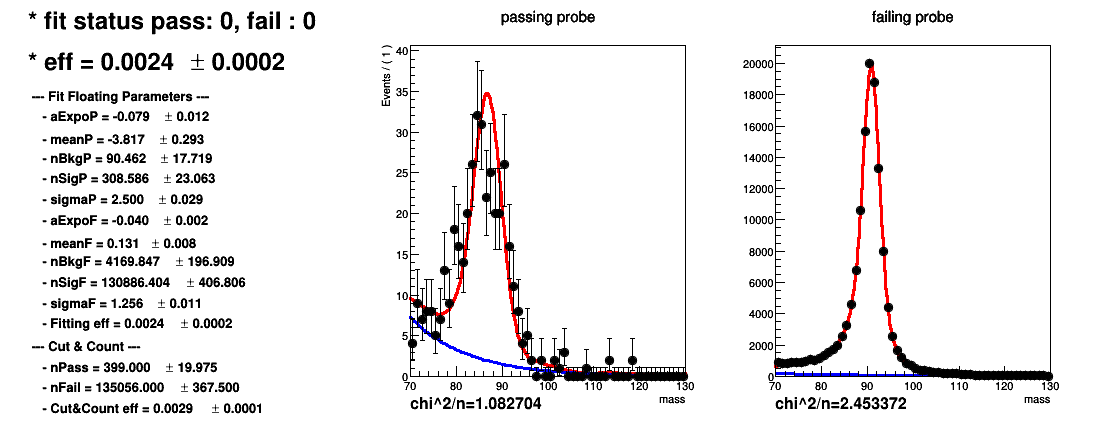 * fit status pass: 0, fail : 0
* eff = 0.0024 ± 0.0002
--- Fit Floating Parameters ---
- aExpoP = -0.079 ± 0.012
- meanP = -3.817 ± 0.293
- nBkgP = 90.462 ± 17.719
- nSigP = 308.586 ± 23.063
- sigmaP = 2.500 ± 0.029
- aExpoF = -0.040 ± 0.002
- meanF = 0.131 ± 0.008
- nBkgF = 4169.847 ± 196.909
- nSigF = 130886.404 ± 406.806
- sigmaF = 1.256 ± 0.011
- Fitting eff = 0.0024 ± 0.0002
--- Cut & Count ---
- nPass = 399.000 ± 19.975
- nFail = 135056.000 ± 367.500
- Cut&Count eff = 0.0029 ± 0.0001
passing probe
Events / ( 1 )
40
35
30
25
20
15
10
5
0
70 80 90 100 110 120 130
mass
chi^2/n=1.082704
failing probe
20000
18000
16000
14000
12000
10000
8000
6000
4000
2000
0
70 80 90 100 110 120 130
mass
chi^2/n=2.453372